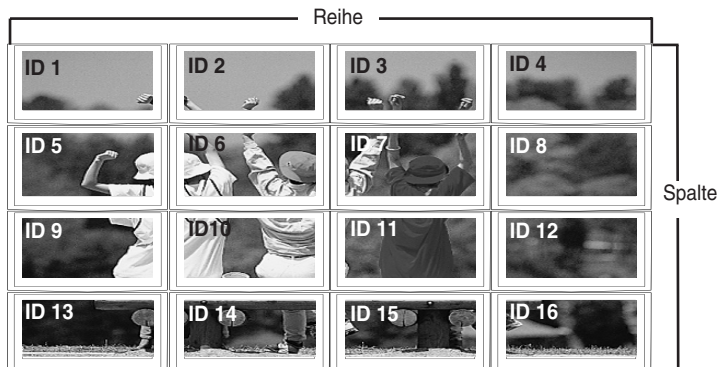 Reihe
ID 1 ID 2 ID 3 ID 4
ID 5 ID 6 ID 7 ID 8
Spalte
ID 9 ID10 ID 11 ID 12
ID 13 ID 14 ID 15 ID 16